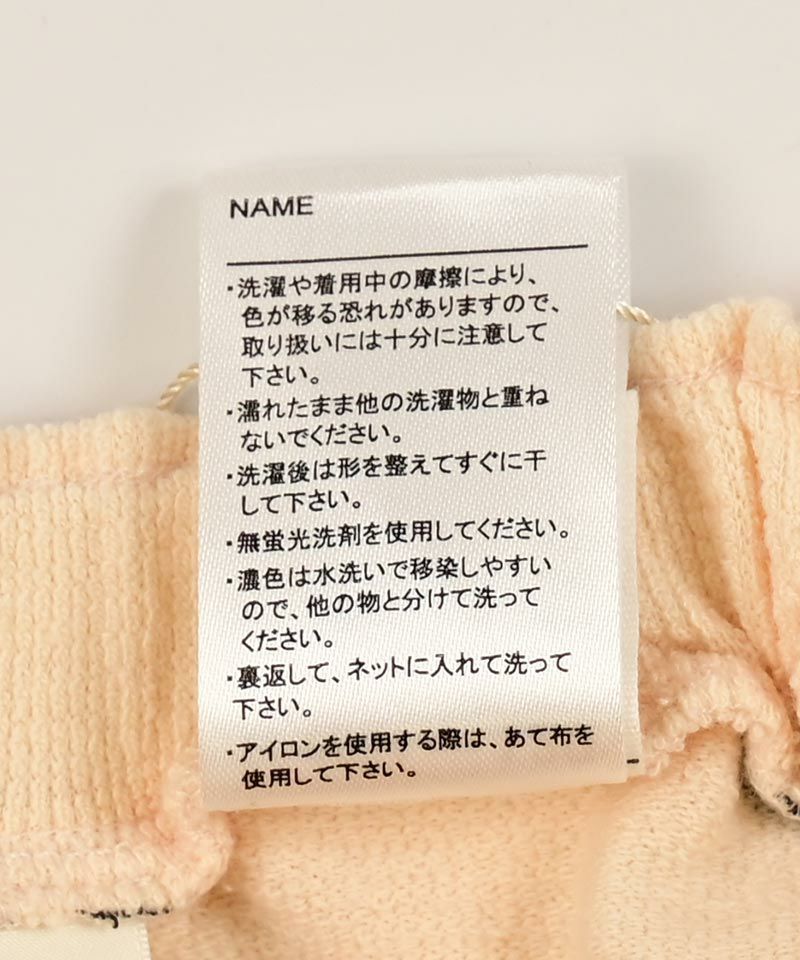 NAME
・洗濯や着用中の摩擦により、
色が移る恐れがありますので、
取り扱いには十分に注意して
下さい。
・濡れたまま他の洗濯物と重ね
ないでください。
・洗濯後は形を整えてすぐに干
して下さい。
・無蛍光洗剤を使用してください。
・濃色は水洗いで移染しやすい
ので、他の物と分けて洗って
ください。
・裏返して、ネットに入れて洗って
下さい。
・アイロンを使用する際は、あて布を
使用して下さい。